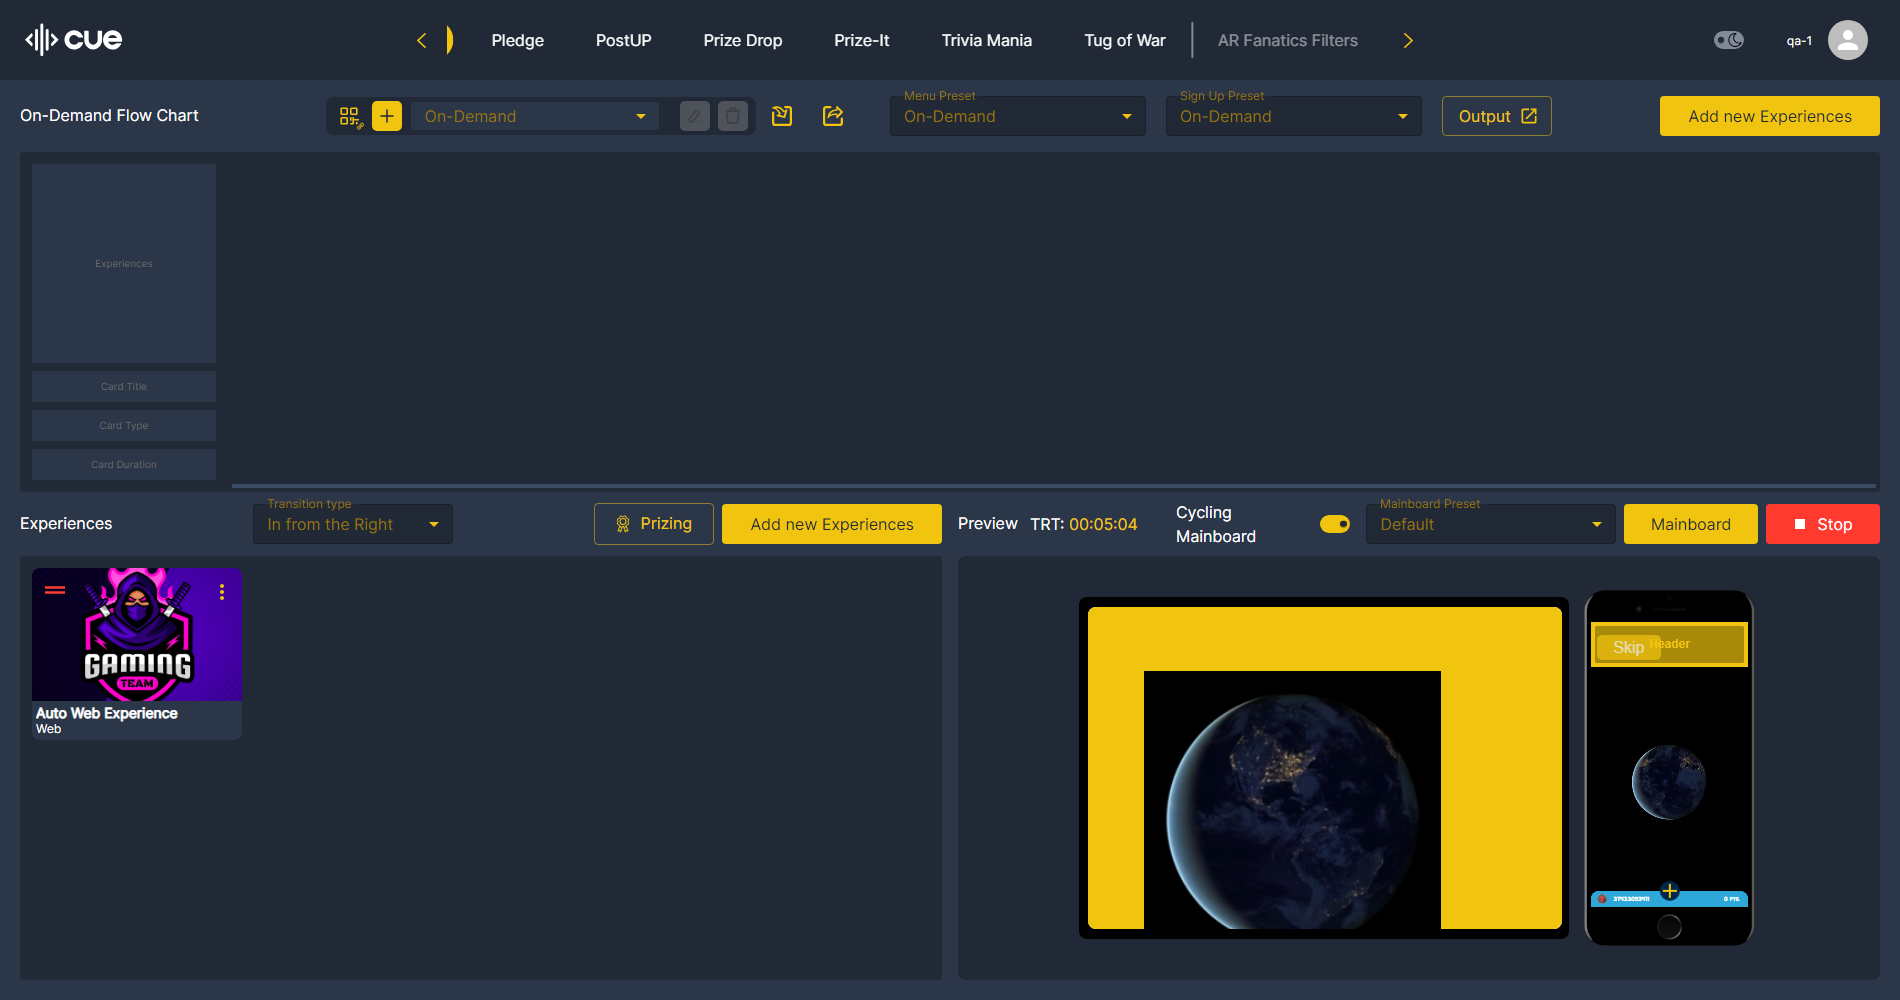 cue
Pledge
PostUP
Prize Drop
Prize-It
Trivia Mania
Tug of War
AR Fanatics Filters
qa-1
On-Demand Flow Chart
On-Demand
Menu Preset
On-Demand
Sign Up Preset
On-Demand
Output
Add new Experiences
Experiences
Card Title
Card Type
Card Duration
Experiences
Transition type
In from the Right
Prizing
Add new Experiences
Preview
TRT: 00:05:04
Cycling
Mainboard
Mainboard Preset
Default
Mainboard
Stop
GAMING
TEAM
Auto Web Experience
Web
Skip
Header
0 PTS.